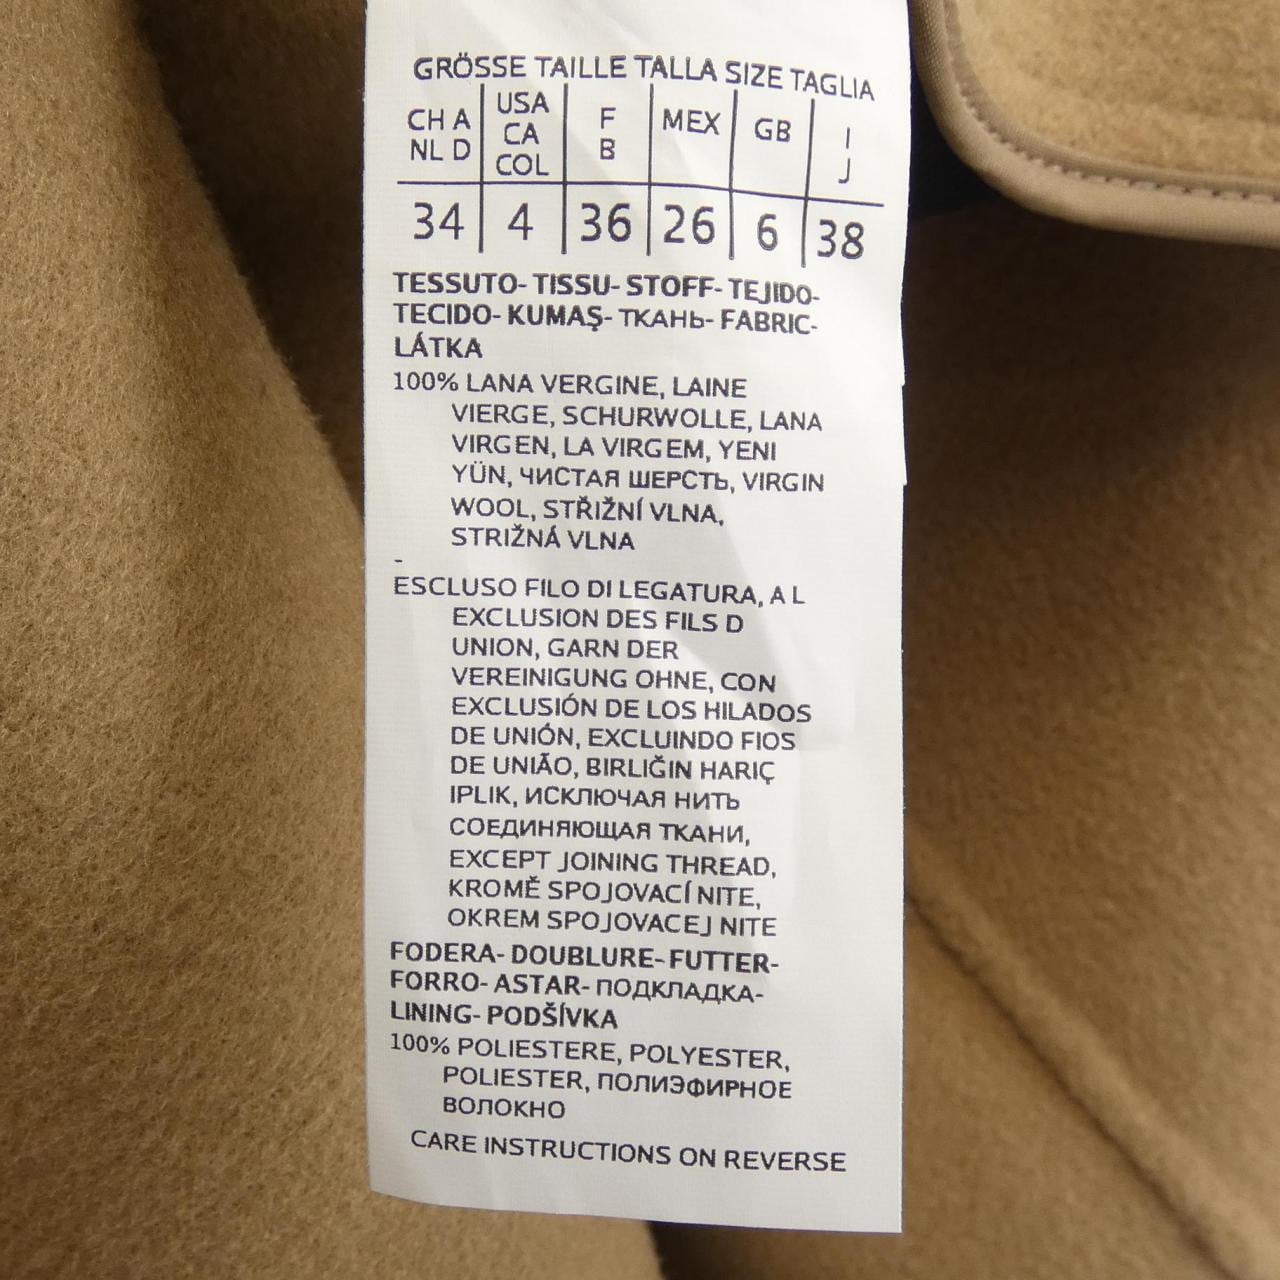 GRÖSSE TAILLE TALLA SIZE TAGLIA
CH A NL D | USA CA COL | F B | MEX | GB | I J
34 | 4 | 36 | 26 | 6 | 38
TESSUTO- TISSU- STOFF- TEJIDO-
TECIDO- KUMAŞ- ТКАНЬ- FABRIC-
LÁTKA
100% LANA VERGINE, LAINE
VIERGE, SCHURWOLLE, LANA
VIRGEN, LA VIRGEM, YENI
YÜN, ЧИСТАЯ ШЕРСТЬ, VIRGIN
WOOL, STŘIŽNÍ VLNA,
STRIŽNÁ VLNA
-
ESCLUSO FILO DI LEGATURA, A L
EXCLUSION DES FILS D
UNION, GARN DER
VEREINIGUNG OHNE, CON
EXCLUSIÓN DE LOS HILADOS
DE UNIÓN, EXCLUINDO FIOS
DE UNIÃO, BIRLIĞIN HARIÇ
IPLIK, ИСКЛЮЧАЯ НИТЬ
СОЕДИНЯЮЩАЯ ТКАНИ,
EXCEPT JOINING THREAD,
KROMĚ SPOJOVACÍ NITE,
OKREM SPOJOVACEJ NITE
FODERA- DOUBLURE- FUTTER-
FORRO- ASTAR- ПОДКЛАДКА-
LINING- PODŠÍVKA
100% POLIESTERE, POLYESTER,
POLIESTER, ПОЛИЭФИРНОЕ
ВОЛОКНО
CARE INSTRUCTIONS ON REVERSE